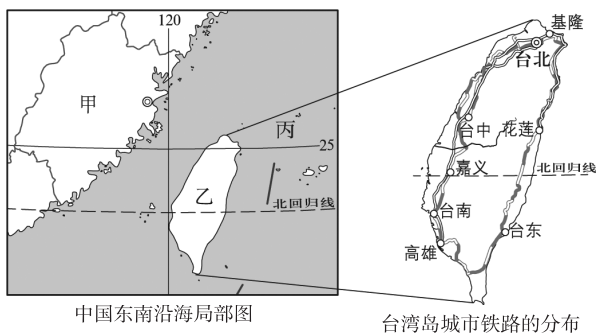 120
甲
丙
25
乙
北回归线
中国东南沿海局部图
基隆
台北
台中
花莲
嘉义
北回归线
台南
台东
高雄
台湾岛城市铁路的分布